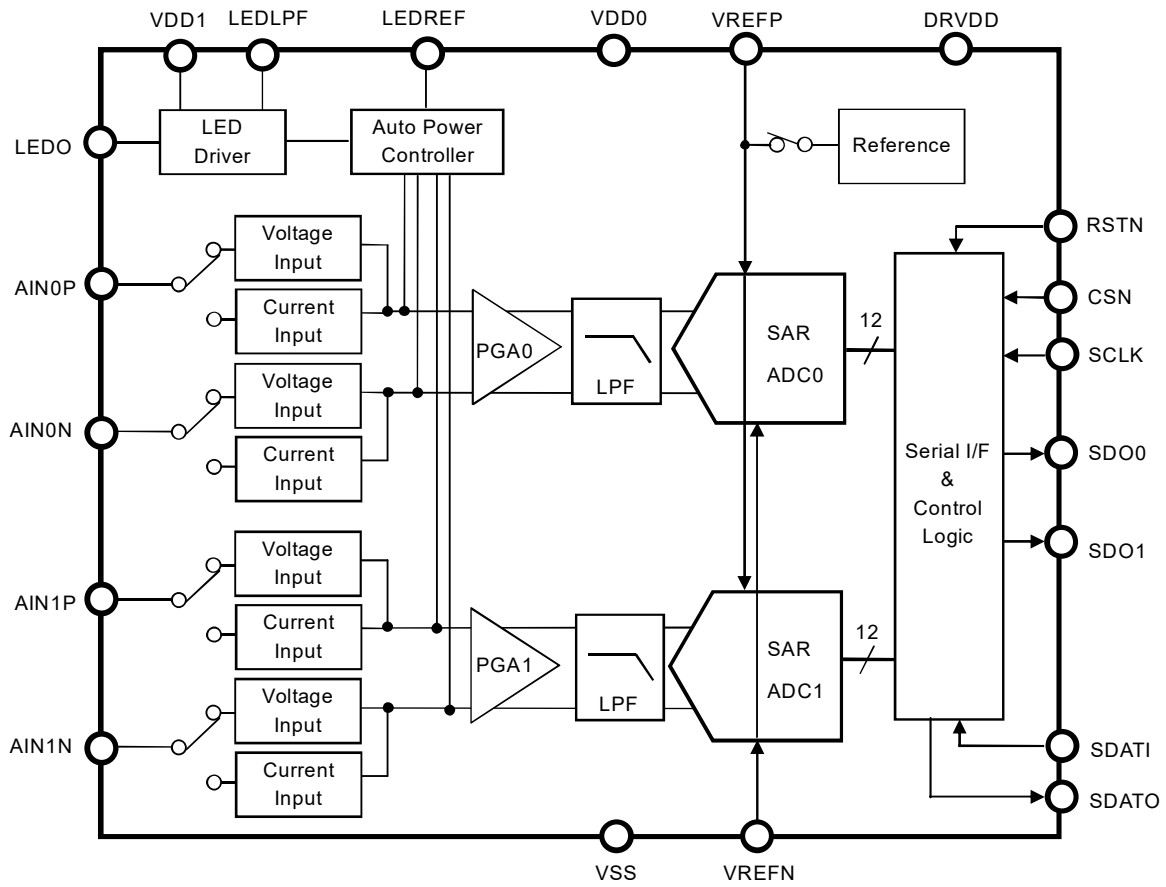 VDD1
LEDLPF
LEDREF
VDD0
VREFP
DRVDD
LEDO
LED
Driver
Auto Power
Controller
Reference
RSTN
CSN
SCLK
SDO0
SDO1
SDATI
SDATO
AIN0P
Voltage
Input
Current
Input
AIN0N
Voltage
Input
Current
Input
PGA0
LPF
SAR
ADC0
12
Serial I/F
&
Control
Logic
AIN1P
Voltage
Input
Current
Input
AIN1N
Voltage
Input
Current
Input
PGA1
LPF
SAR
ADC1
12
VSS
VREFN